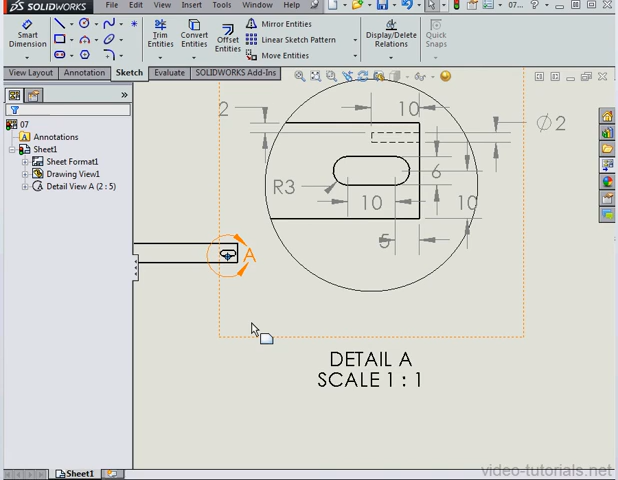 SOLIDWORKS File Edit View Insert Tools Window Help 07...
Smart Dimension
Trim Entities
Convert Entities
Offset Entities
Mirror Entities
Linear Sketch Pattern
Move Entities
Display/Delete Relations
Quick Snaps
View Layout Annotation Sketch Evaluate SOLIDWORKS Add-Ins
07
Annotations
Sheet1
Sheet Format1
Drawing View1
Detail View A (2 : 5)
2
10
Ø2
R3
6
10
10
5
A
DETAIL A
SCALE 1 : 1
Sheet1
video-tutorials.net